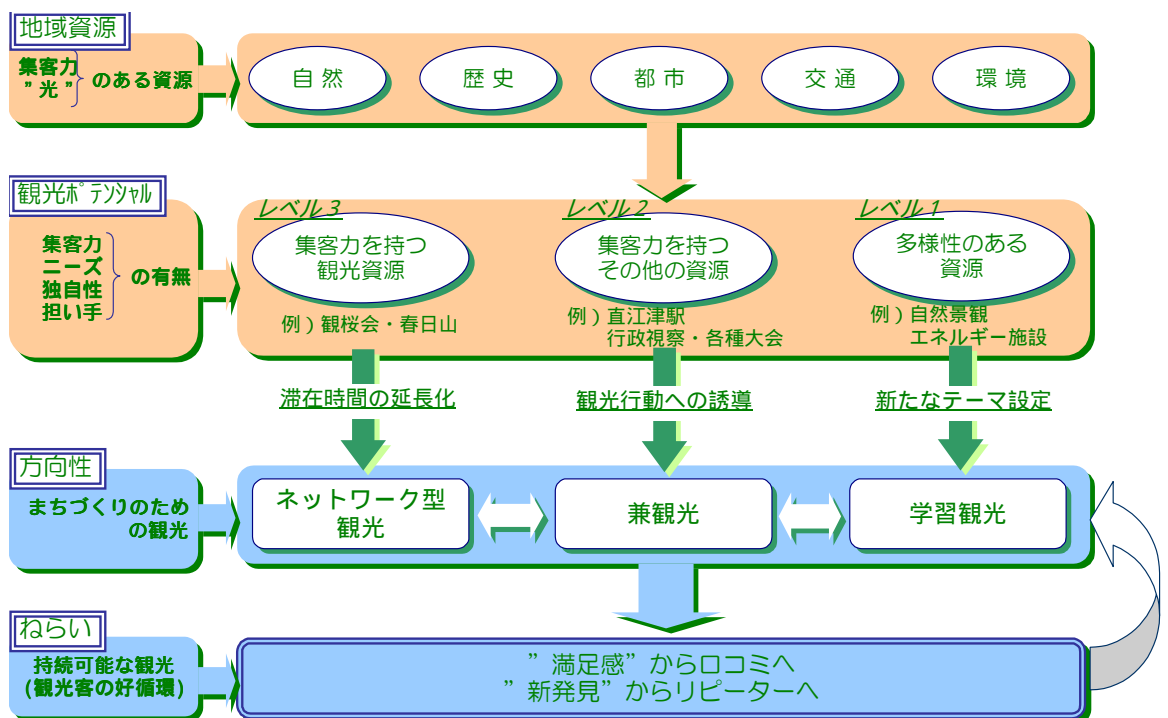 地域資源
集客力
”光”
のある資源
自然
歴史
都市
交通
環境
観光ﾎﾟﾃﾝｼｬﾙ
集客力
ニーズ
独自性
担い手
の有無
レベル3
集客力を持つ
観光資源
例）観桜会・春日山
レベル2
集客力を持つ
その他の資源
例）直江津駅
行政視察・各種大会
レベル1
多様性のある
資源
例）自然景観
エネルギー施設
滞在時間の延長化
観光行動への誘導
新たなテーマ設定
方向性
まちづくりのため
の観光
ネットワーク型
観光
兼観光
学習観光
ねらい
持続可能な観光
(観光客の好循環)
”満足感”から口コミへ
”新発見”からリピーターへ